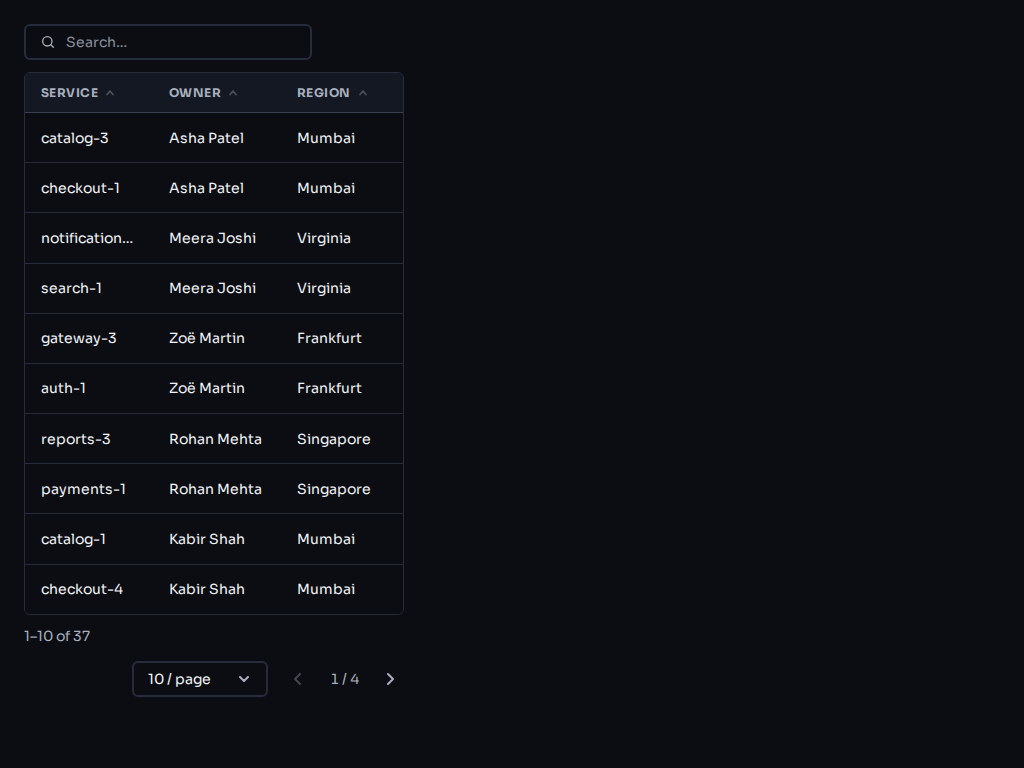 Search...
SERVICE OWNER REGION
catalog-3 Asha Patel Mumbai
checkout-1 Asha Patel Mumbai
notification... Meera Joshi Virginia
search-1 Meera Joshi Virginia
gateway-3 Zoë Martin Frankfurt
auth-1 Zoë Martin Frankfurt
reports-3 Rohan Mehta Singapore
payments-1 Rohan Mehta Singapore
catalog-1 Kabir Shah Mumbai
checkout-4 Kabir Shah Mumbai
1–10 of 37
10 / page 1 / 4